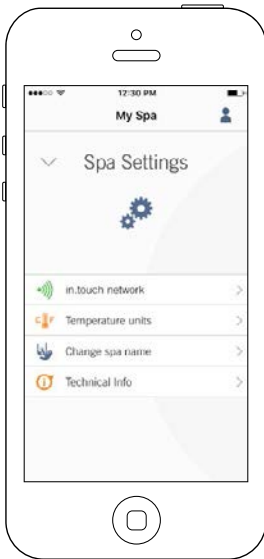 12:30 PM
My Spa
Spa Settings
in.touch network
C F Temperature units
Change spa name
Technical Info